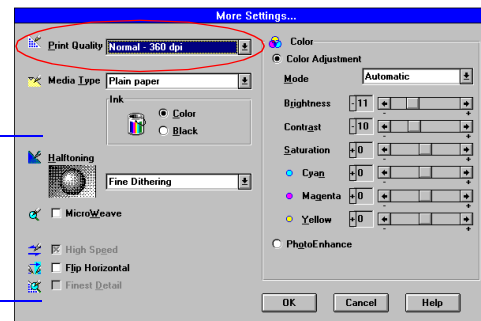 More Settings...
Print Quality Normal - 360 dpi
Media Type Plain paper
Ink
Color
Black
Halftoning
Fine Dithering
MicroWeave
High Speed
Flip Horizontal
Finest Detail
Color
Color Adjustment
Mode Automatic
Brightness -11 - +
Contrast -10 - +
Saturation +0 - +
Cyan +0 - +
Magenta +0 - +
Yellow +0 - +
PhotoEnhance
OK Cancel Help